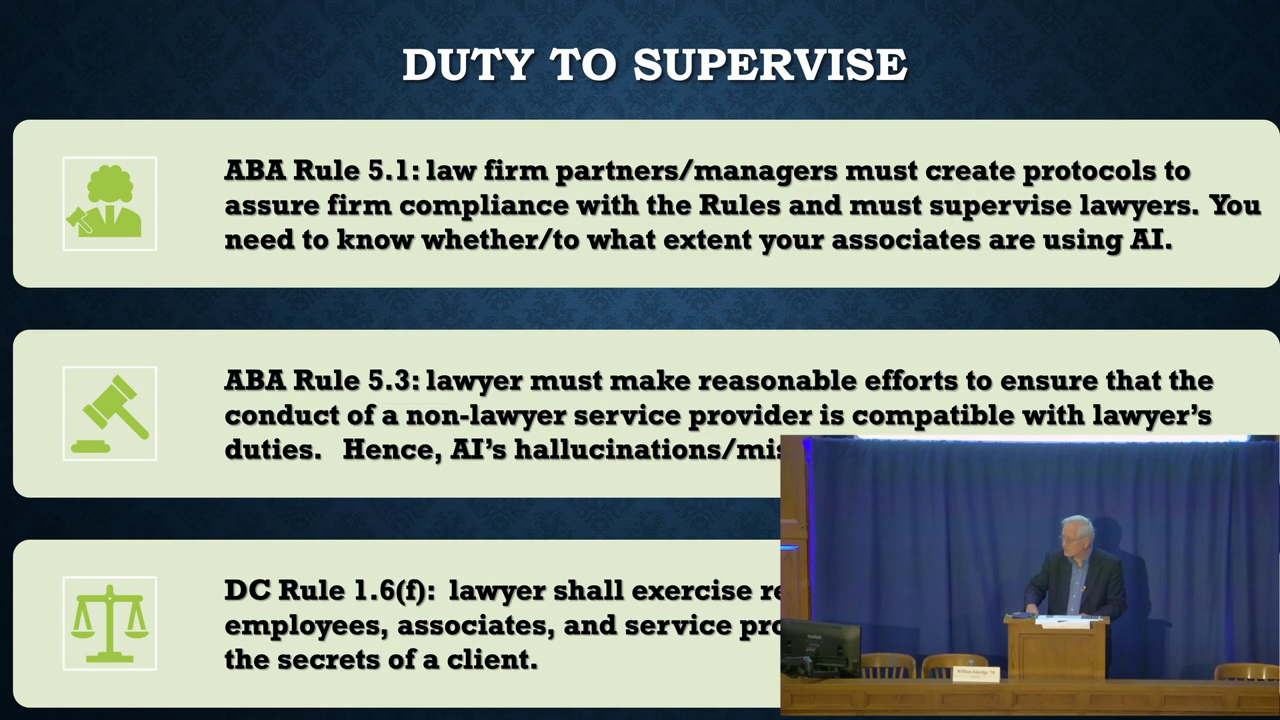 DUTY TO SUPERVISE
ABA Rule 5.1: law firm partners/managers must create protocols to
assure firm compliance with the Rules and must supervise lawyers. You
need to know whether/to what extent your associates are using AI.
ABA Rule 5.3: lawyer must make reasonable efforts to ensure that the
conduct of a non-lawyer service provider is compatible with lawyer's
duties. Hence, AI's hallucinations/mis
DC Rule 1.6(f): lawyer shall exercise re
employees, associates, and service pro
the secrets of a client.